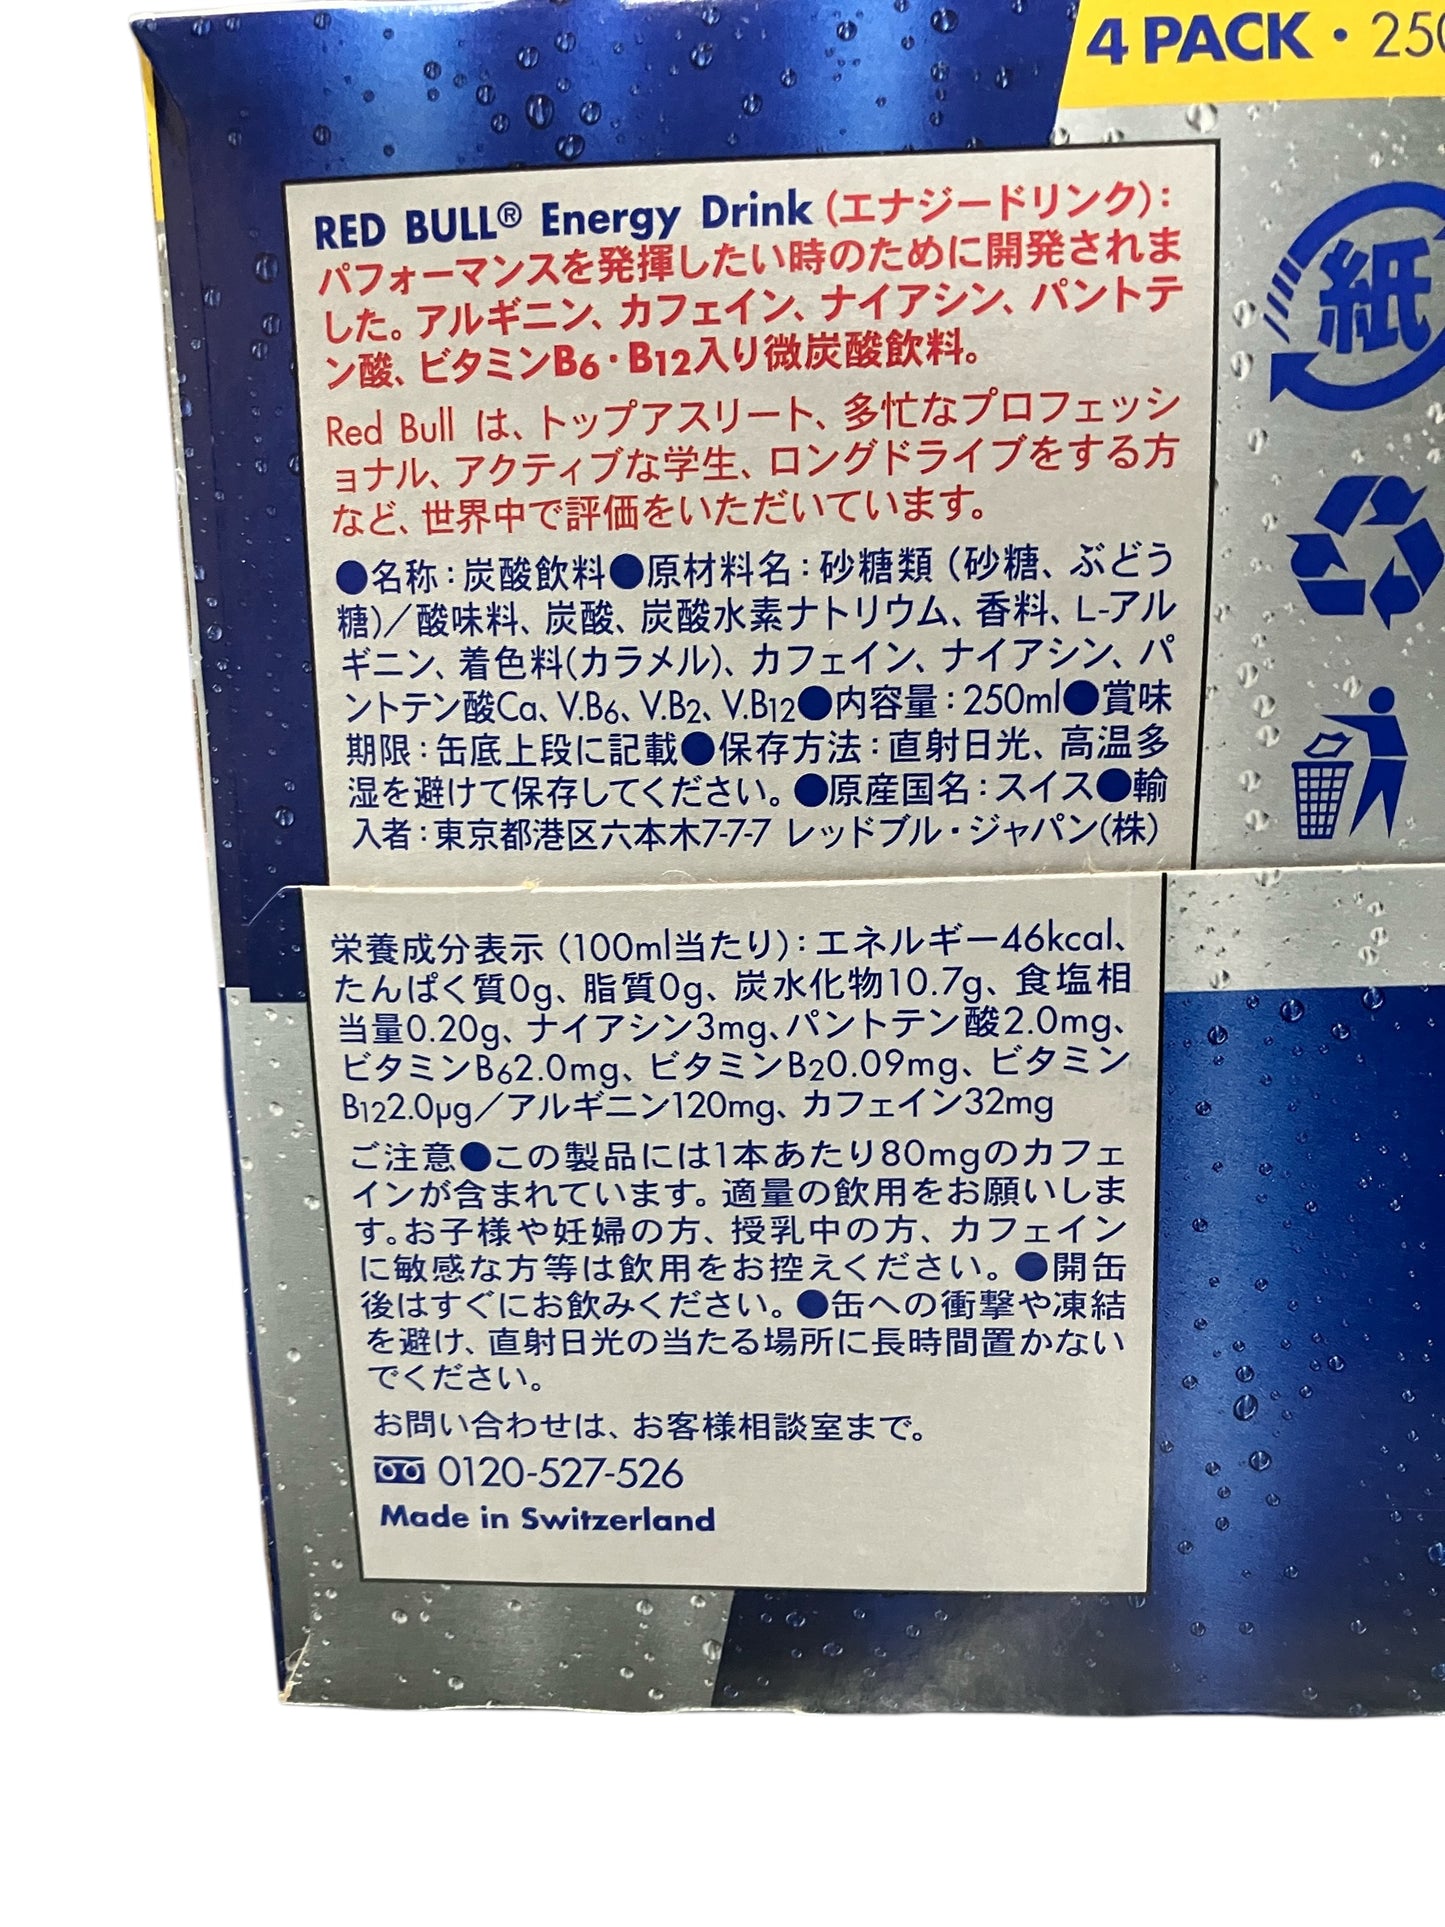 4 PACK・250
RED BULL® Energy Drink (エナジードリンク)：
パフォーマンスを発揮したい時のために開発されま
した。アルギニン、カフェイン、ナイアシン、パントテ
ン酸、ビタミンB6・B12入り微炭酸飲料。
Red Bull は、トップアスリート、多忙なプロフェッシ
ョナル、アクティブな学生、ロングドライブをする方
など、世界中で評価をいただいています。
●名称：炭酸飲料●原材料名：砂糖類（砂糖、ぶどう
糖）／酸味料、炭酸、炭酸水素ナトリウム、香料、L-アル
ギニン、着色料(カラメル)、カフェイン、ナイアシン、パ
ントテン酸Ca、V.B6、V.B2、V.B12●内容量：250ml●賞味
期限：缶底上段に記載●保存方法：直射日光、高温多
湿を避けて保存してください。●原産国名：スイス●輸
入者：東京都港区六本木7-7-7 レッドブル・ジャパン(株)
紙
栄養成分表示（100ml当たり）：エネルギー46kcal、
たんぱく質0g、脂質0g、炭水化物10.7g、食塩相
当量0.20g、ナイアシン3mg、パントテン酸2.0mg、
ビタミンB62.0mg、ビタミンB20.09mg、ビタミン
B122.0μg／アルギニン120mg、カフェイン32mg
ご注意●この製品には1本あたり80mgのカフェ
インが含まれています。適量の飲用をお願いしま
す。お子様や妊婦の方、授乳中の方、カフェイン
に敏感な方等は飲用をお控えください。●開缶
後はすぐにお飲みください。●缶への衝撃や凍結
を避け、直射日光の当たる場所に長時間置かない
でください。
お問い合わせは、お客様相談室まで。
0120-527-526
Made in Switzerland